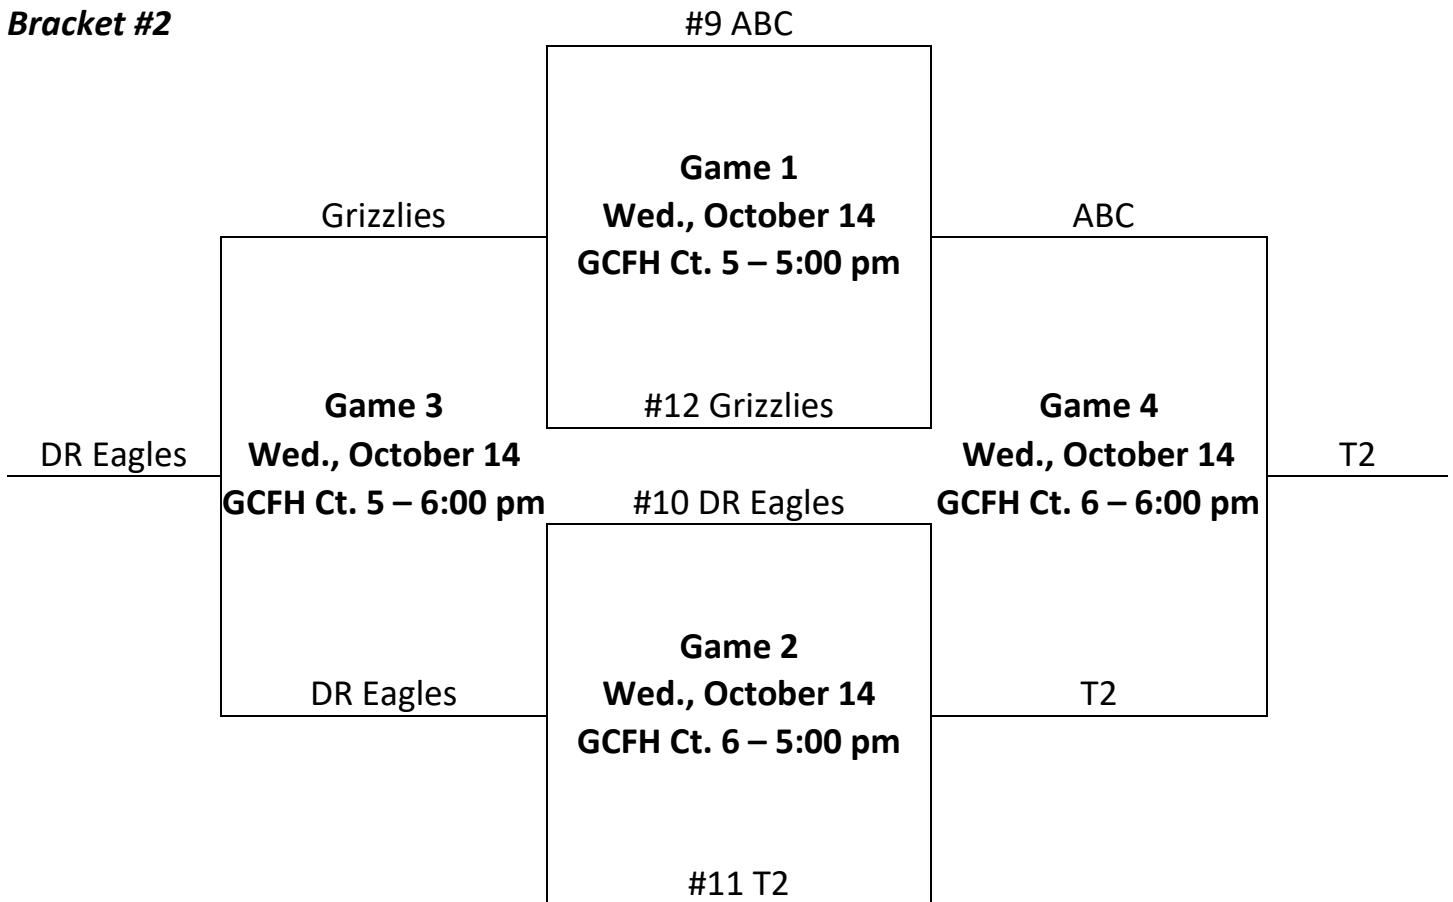 Bracket #2
#9 ABC
Game 1
Wed., October 14
GCFH Ct. 5 – 5:00 pm
Grizzlies
ABC
#12 Grizzlies
Game 3
Wed., October 14
GCFH Ct. 5 – 6:00 pm
DR Eagles
Game 4
Wed., October 14
GCFH Ct. 6 – 6:00 pm
T2
#10 DR Eagles
Game 2
Wed., October 14
GCFH Ct. 6 – 5:00 pm
DR Eagles
T2
#11 T2